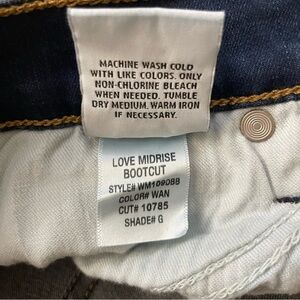 MACHINE WASH COLD
WITH LIKE COLORS. ONLY
NON-CHLORINE BLEACH
WHEN NEEDED. TUMBLE
DRY MEDIUM. WARM IRON
IF NECESSARY.
LOVE MIDRISE
BOOTCUT
STYLE# WM1090BB
COLOR# WAN
CUT# 10785
SHADE# G